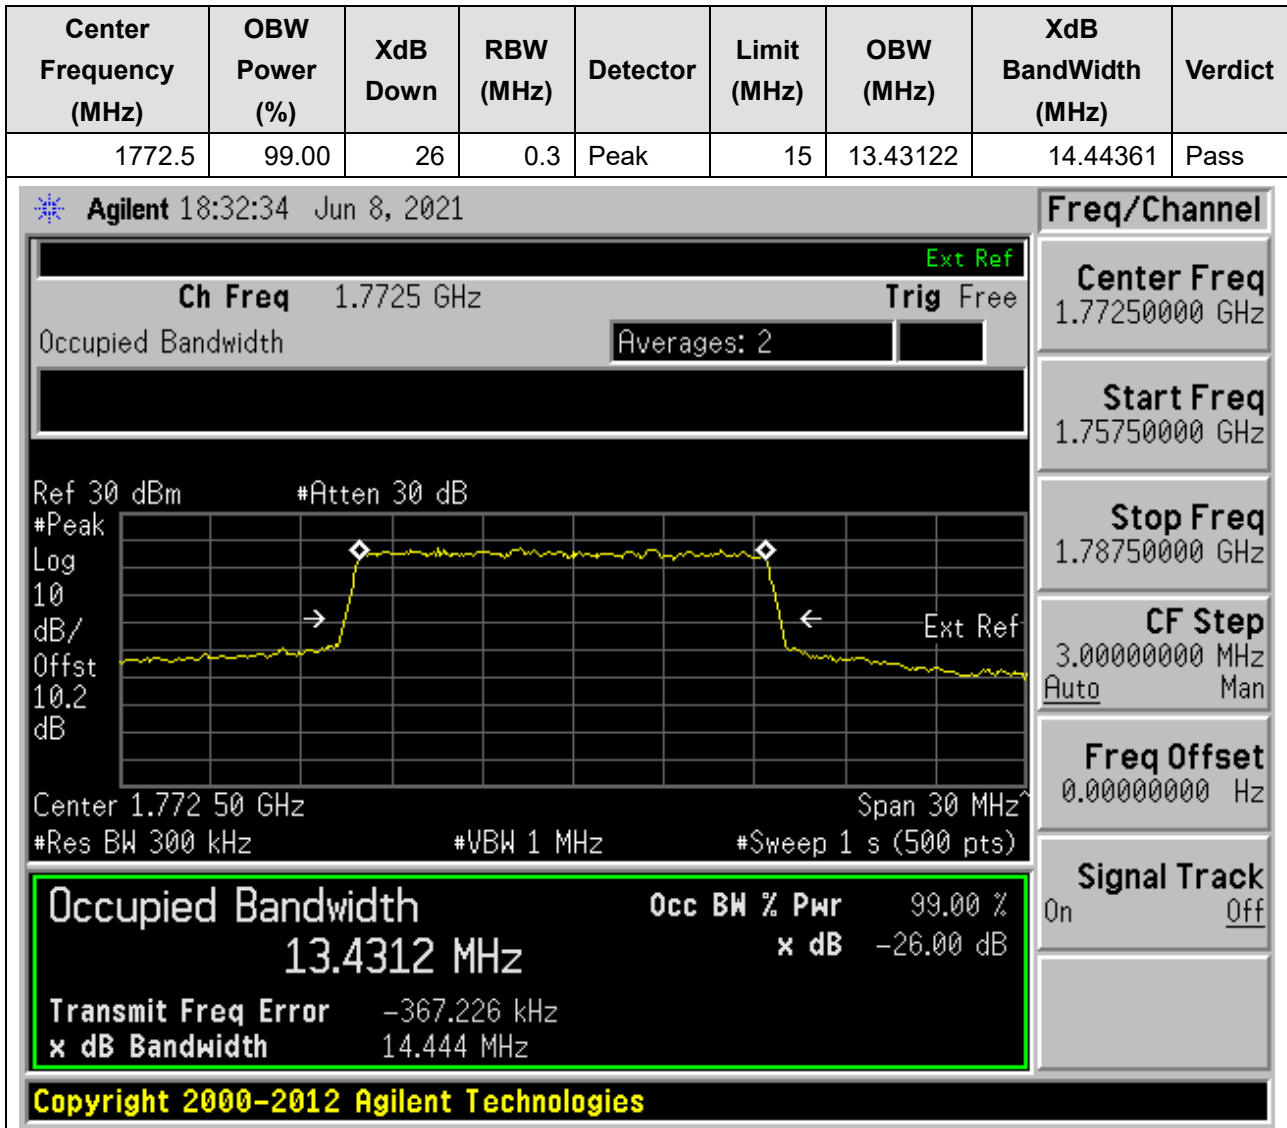 Center Frequency (MHz) OBW Power (%) XdB Down RBW (MHz) Detector Limit (MHz) OBW (MHz) XdB BandWidth (MHz) Verdict
1772.5 99.00 26 0.3 Peak 15 13.43122 14.44361 Pass
Agilent 18:32:34 Jun 8, 2021
Freq/Channel
Ext Ref
Ch Freq 1.7725 GHz Trig Free
Occupied Bandwidth Averages: 2
Center Freq
1.77250000 GHz
Start Freq
1.75750000 GHz
Stop Freq
1.78750000 GHz
CF Step
3.00000000 MHz
Auto Man
Freq Offset
0.00000000 Hz
Signal Track
On Off
Ref 30 dBm #Atten 30 dB
#Peak
Log
10
dB/
Offst
10.2
dB
Ext Ref
Center 1.772 50 GHz Span 30 MHz^
#Res BW 300 kHz #VBW 1 MHz #Sweep 1 s (500 pts)
Occupied Bandwidth Occ BW % Pwr 99.00 %
13.4312 MHz x dB -26.00 dB
Transmit Freq Error -367.226 kHz
x dB Bandwidth 14.444 MHz
Copyright 2000-2012 Agilent Technologies